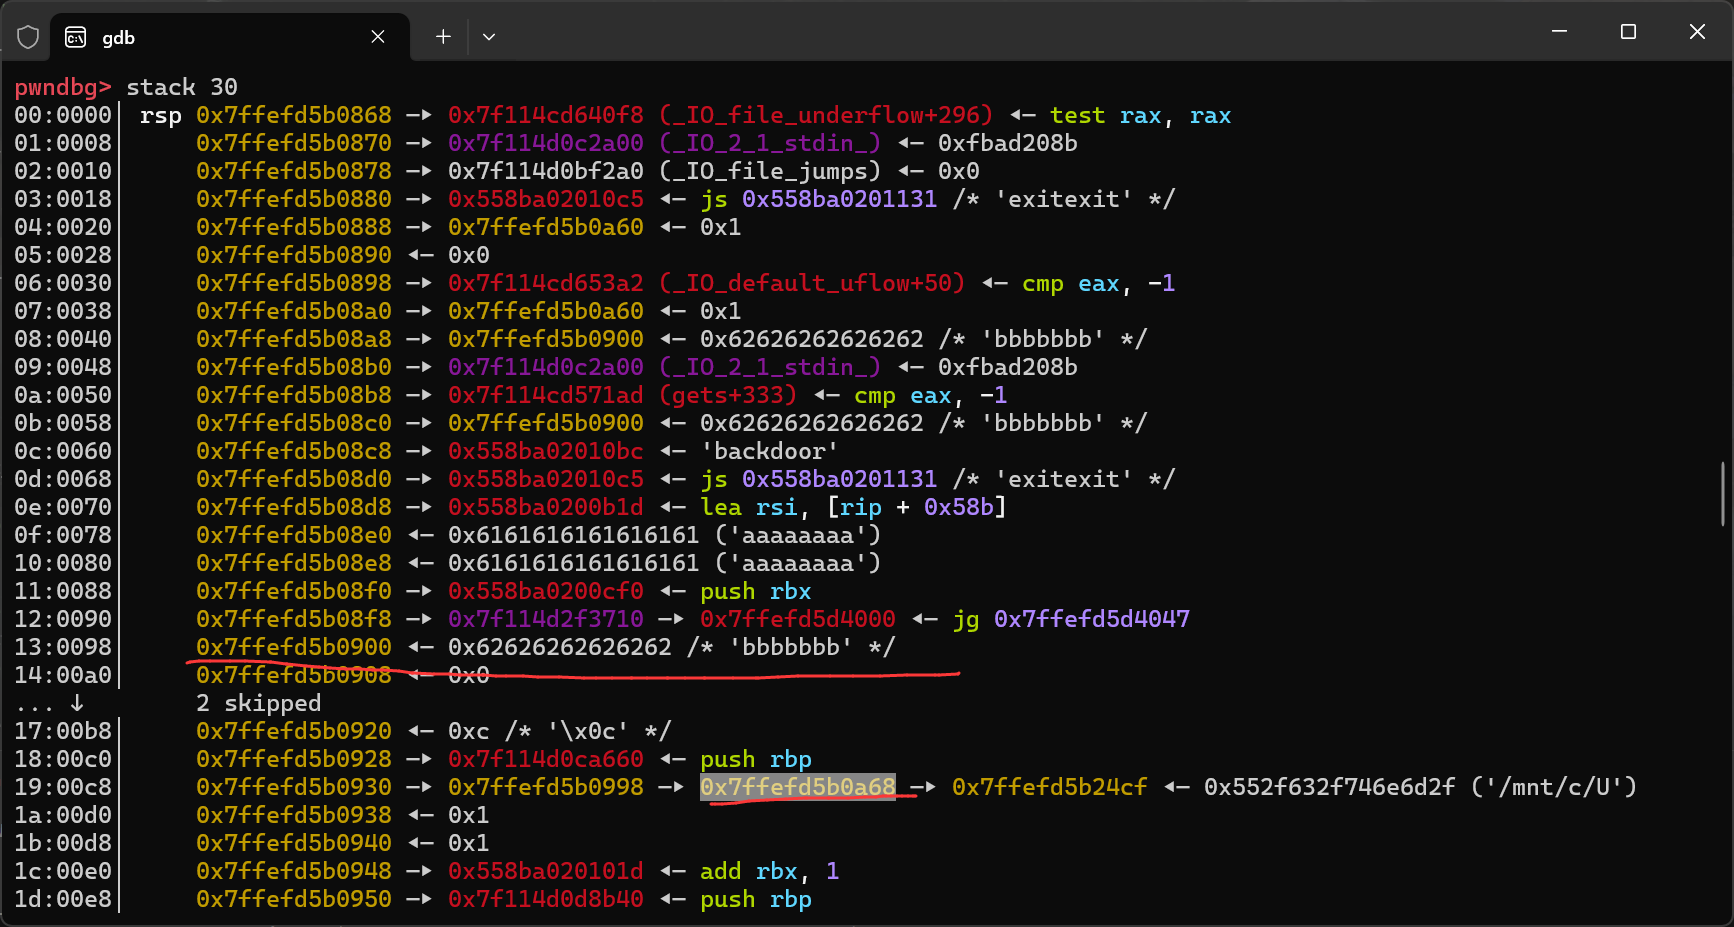 gdb
pwndbg> stack 30
00:0000│ rsp 0x7ffefd5b0868 —▸ 0x7f114cd640f8 (_IO_file_underflow+296) ◂— test rax, rax
01:0008│     0x7ffefd5b0870 —▸ 0x7f114d0c2a00 (_IO_2_1_stdin_) ◂— 0xfbad208b
02:0010│     0x7ffefd5b0878 —▸ 0x7f114d0bf2a0 (_IO_file_jumps) ◂— 0x0
03:0018│     0x7ffefd5b0880 —▸ 0x558ba02010c5 ◂— js 0x558ba0201131 /* 'exitexit' */
04:0020│     0x7ffefd5b0888 —▸ 0x7ffefd5b0a60 ◂— 0x1
05:0028│     0x7ffefd5b0890 ◂— 0x0
06:0030│     0x7ffefd5b0898 —▸ 0x7f114cd653a2 (_IO_default_uflow+50) ◂— cmp eax, -1
07:0038│     0x7ffefd5b08a0 —▸ 0x7ffefd5b0a60 ◂— 0x1
08:0040│     0x7ffefd5b08a8 —▸ 0x7ffefd5b0900 ◂— 0x62626262626262 /* 'bbbbbbb' */
09:0048│     0x7ffefd5b08b0 —▸ 0x7f114d0c2a00 (_IO_2_1_stdin_) ◂— 0xfbad208b
0a:0050│     0x7ffefd5b08b8 —▸ 0x7f114cd571ad (gets+333) ◂— cmp eax, -1
0b:0058│     0x7ffefd5b08c0 —▸ 0x7ffefd5b0900 ◂— 0x62626262626262 /* 'bbbbbbb' */
0c:0060│     0x7ffefd5b08c8 —▸ 0x558ba02010bc ◂— 'backdoor'
0d:0068│     0x7ffefd5b08d0 —▸ 0x558ba02010c5 ◂— js 0x558ba0201131 /* 'exitexit' */
0e:0070│     0x7ffefd5b08d8 —▸ 0x558ba0200b1d ◂— lea rsi, [rip + 0x58b]
0f:0078│     0x7ffefd5b08e0 ◂— 0x6161616161616161 ('aaaaaaaa')
10:0080│     0x7ffefd5b08e8 ◂— 0x6161616161616161 ('aaaaaaaa')
11:0088│     0x7ffefd5b08f0 —▸ 0x558ba0200cf0 ◂— push rbx
12:0090│     0x7ffefd5b08f8 —▸ 0x7f114d2f3710 —▸ 0x7ffefd5d4000 ◂— jg 0x7ffefd5d4047
13:0098│     0x7ffefd5b0900 ◂— 0x62626262626262 /* 'bbbbbbb' */
14:00a0│     0x7ffefd5b0908 ◂— 0x0
... ↓        2 skipped
17:00b8│     0x7ffefd5b0920 ◂— 0xc /* '\x0c' */
18:00c0│     0x7ffefd5b0928 —▸ 0x7f114d0ca660 ◂— push rbp
19:00c8│     0x7ffefd5b0930 —▸ 0x7ffefd5b0998 —▸ 0x7ffefd5b0a68 —▸ 0x7ffefd5b24cf ◂— 0x552f632f746e6d2f ('/mnt/c/U')
1a:00d0│     0x7ffefd5b0938 ◂— 0x1
1b:00d8│     0x7ffefd5b0940 ◂— 0x1
1c:00e0│     0x7ffefd5b0948 —▸ 0x558ba020101d ◂— add rbx, 1
1d:00e8│     0x7ffefd5b0950 —▸ 0x7f114d0d8b40 ◂— push rbp